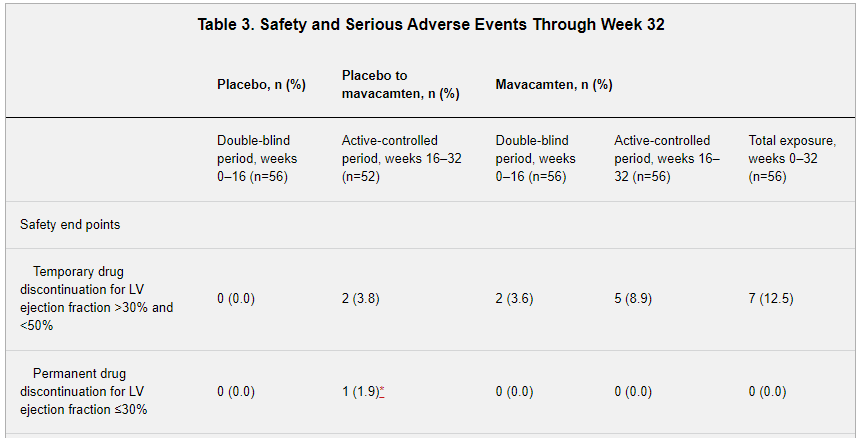 Table 3. Safety and Serious Adverse Events Through Week 32
Placebo, n (%)
Placebo to
mavacamten, n (%)
Mavacamten, n (%)
Double-blind
period, weeks
0–16 (n=56)
Active-controlled
period, weeks 16–32
(n=52)
Double-blind
period, weeks
0–16 (n=56)
Active-controlled
period, weeks 16–
32 (n=56)
Total exposure,
weeks 0–32
(n=56)
Safety end points
Temporary drug
discontinuation for LV
ejection fraction >30% and
<50%
0 (0.0)
2 (3.8)
2 (3.6)
5 (8.9)
7 (12.5)
Permanent drug
discontinuation for LV
ejection fraction ≤30%
0 (0.0)
1 (1.9)*
0 (0.0)
0 (0.0)
0 (0.0)